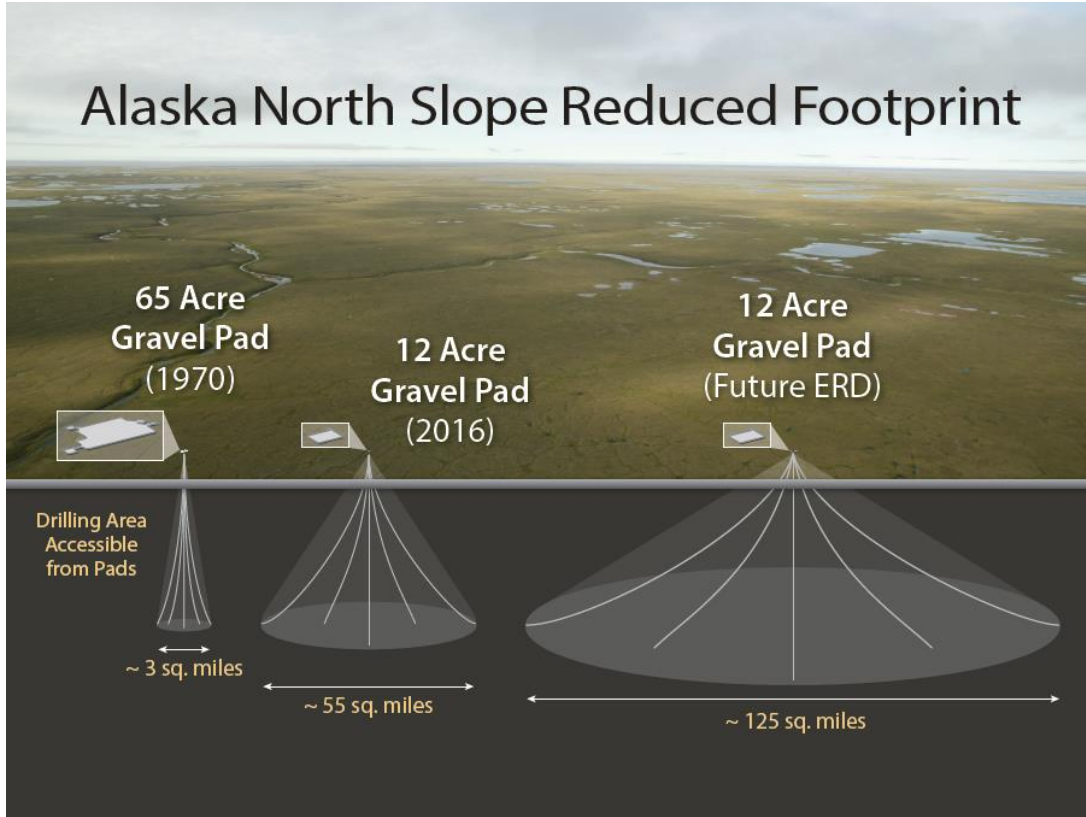 Alaska North Slope Reduced Footprint
65 Acre
Gravel Pad
(1970)
12 Acre
Gravel Pad
(2016)
12 Acre
Gravel Pad
(Future ERD)
Drilling Area
Accessible
from Pads
~ 3 sq. miles
~ 55 sq. miles
~ 125 sq. miles